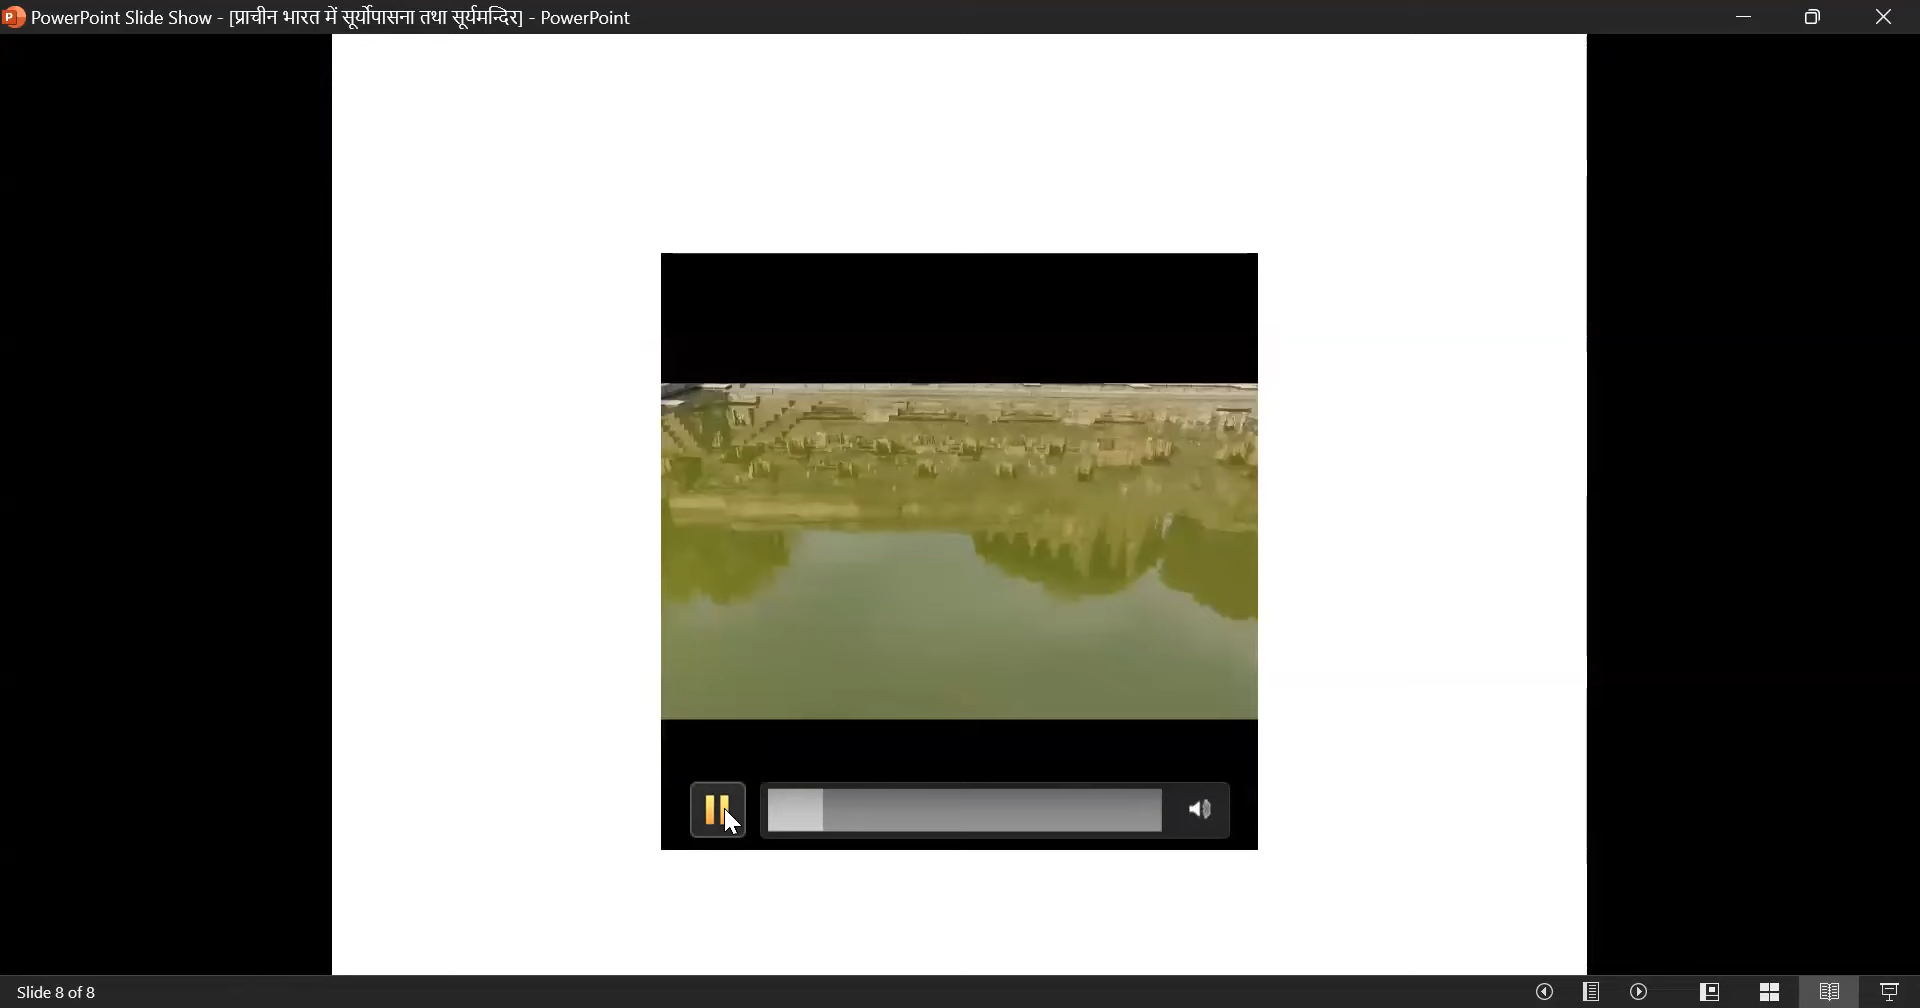 PowerPoint Slide Show - [प्राचीन भारत में सूर्योपासना तथा सूर्यमन्दिर] - PowerPoint
Slide 8 of 8